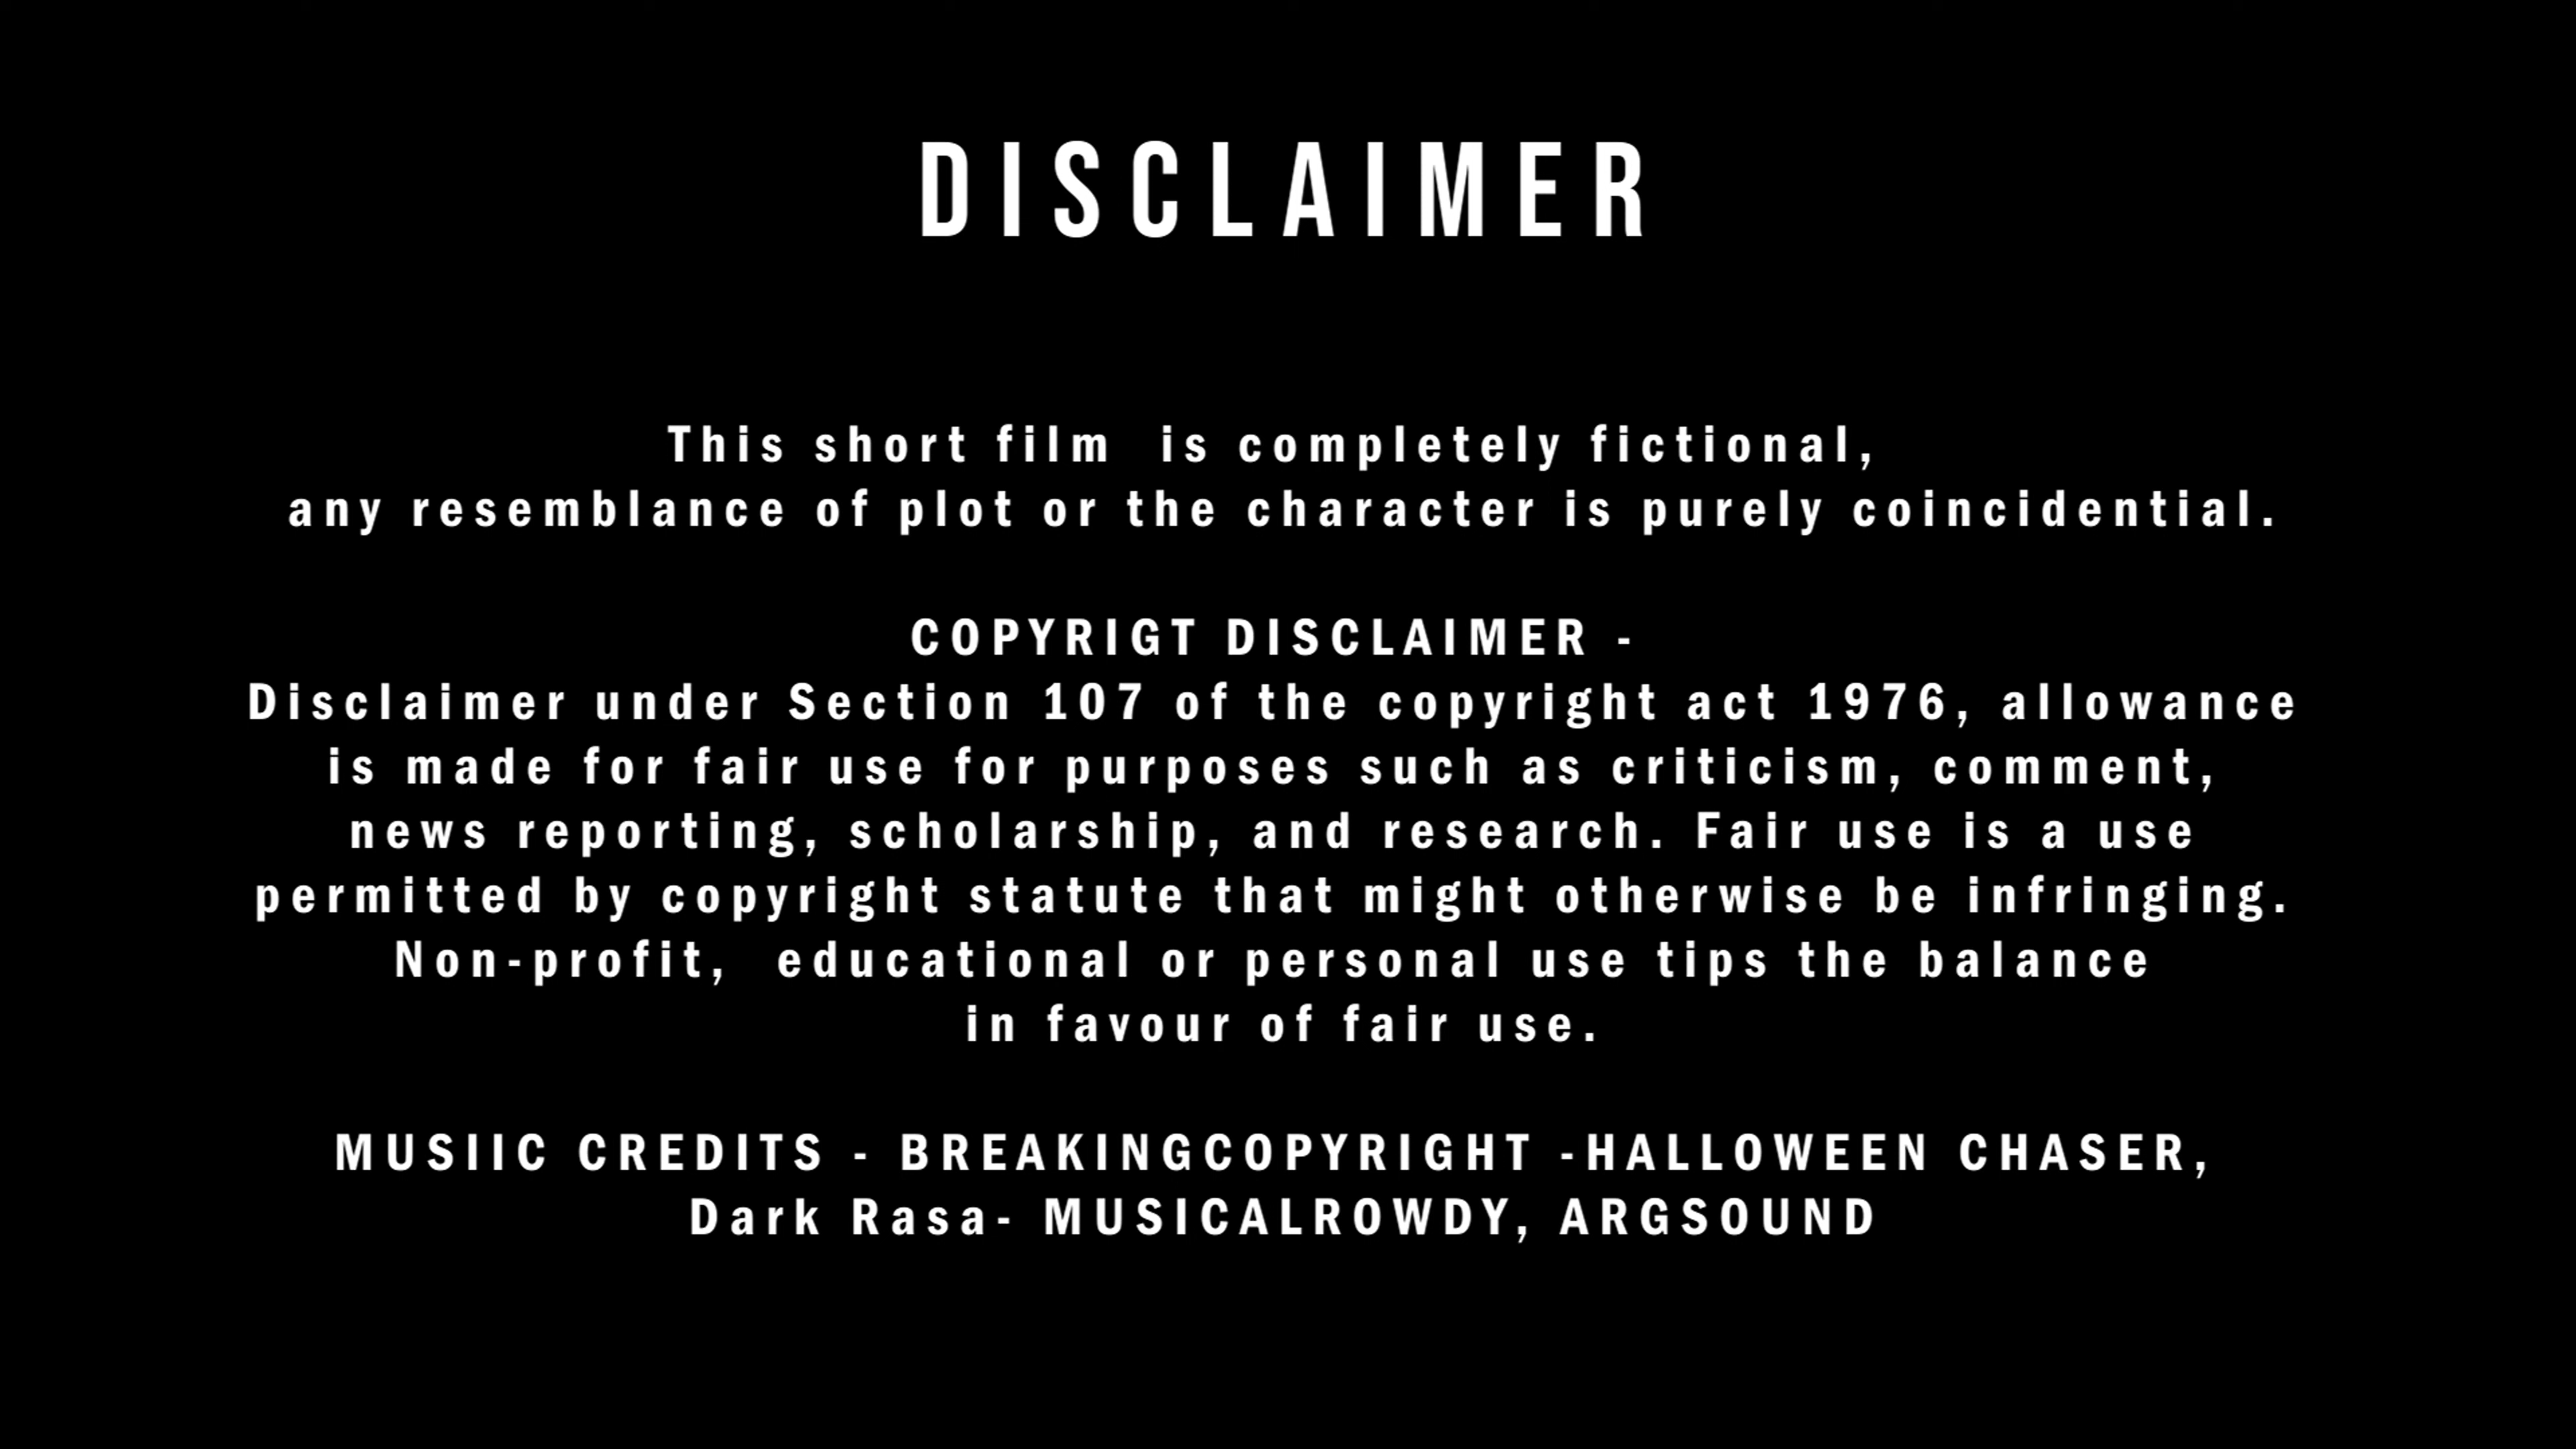 DISCLAIMER
This short film  is completely fictional,
any resemblance of plot or the character is purely coincidential.
COPYRIGT DISCLAIMER -
Disclaimer under Section 107 of the copyright act 1976, allowance
is made for fair use for purposes such as criticism, comment,
news reporting, scholarship, and research. Fair use is a use
permitted by copyright statute that might otherwise be infringing.
Non-profit,  educational or personal use tips the balance
in favour of fair use.
MUSIIC CREDITS - BREAKINGCOPYRIGHT -HALLOWEEN CHASER,
Dark Rasa- MUSICALROWDY, ARGSOUND